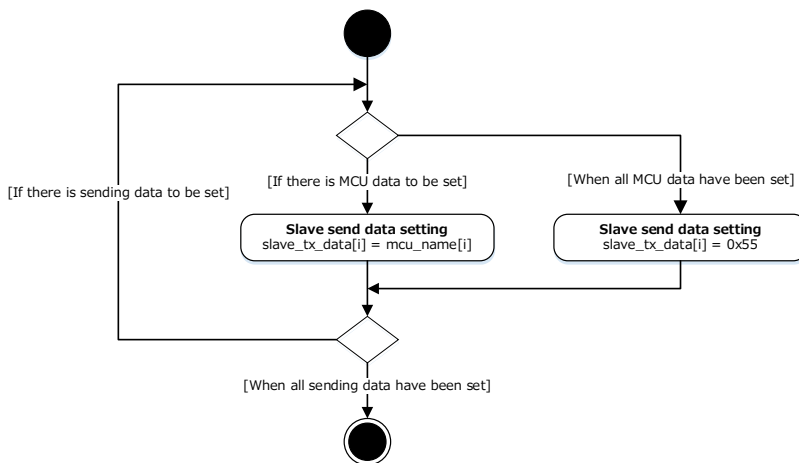 [If there is sending data to be set]
[If there is MCU data to be set]
[When all MCU data have been set]
Slave send data setting
slave_tx_data[i] = mcu_name[i]
Slave send data setting
slave_tx_data[i] = 0x55
[When all sending data have been set]